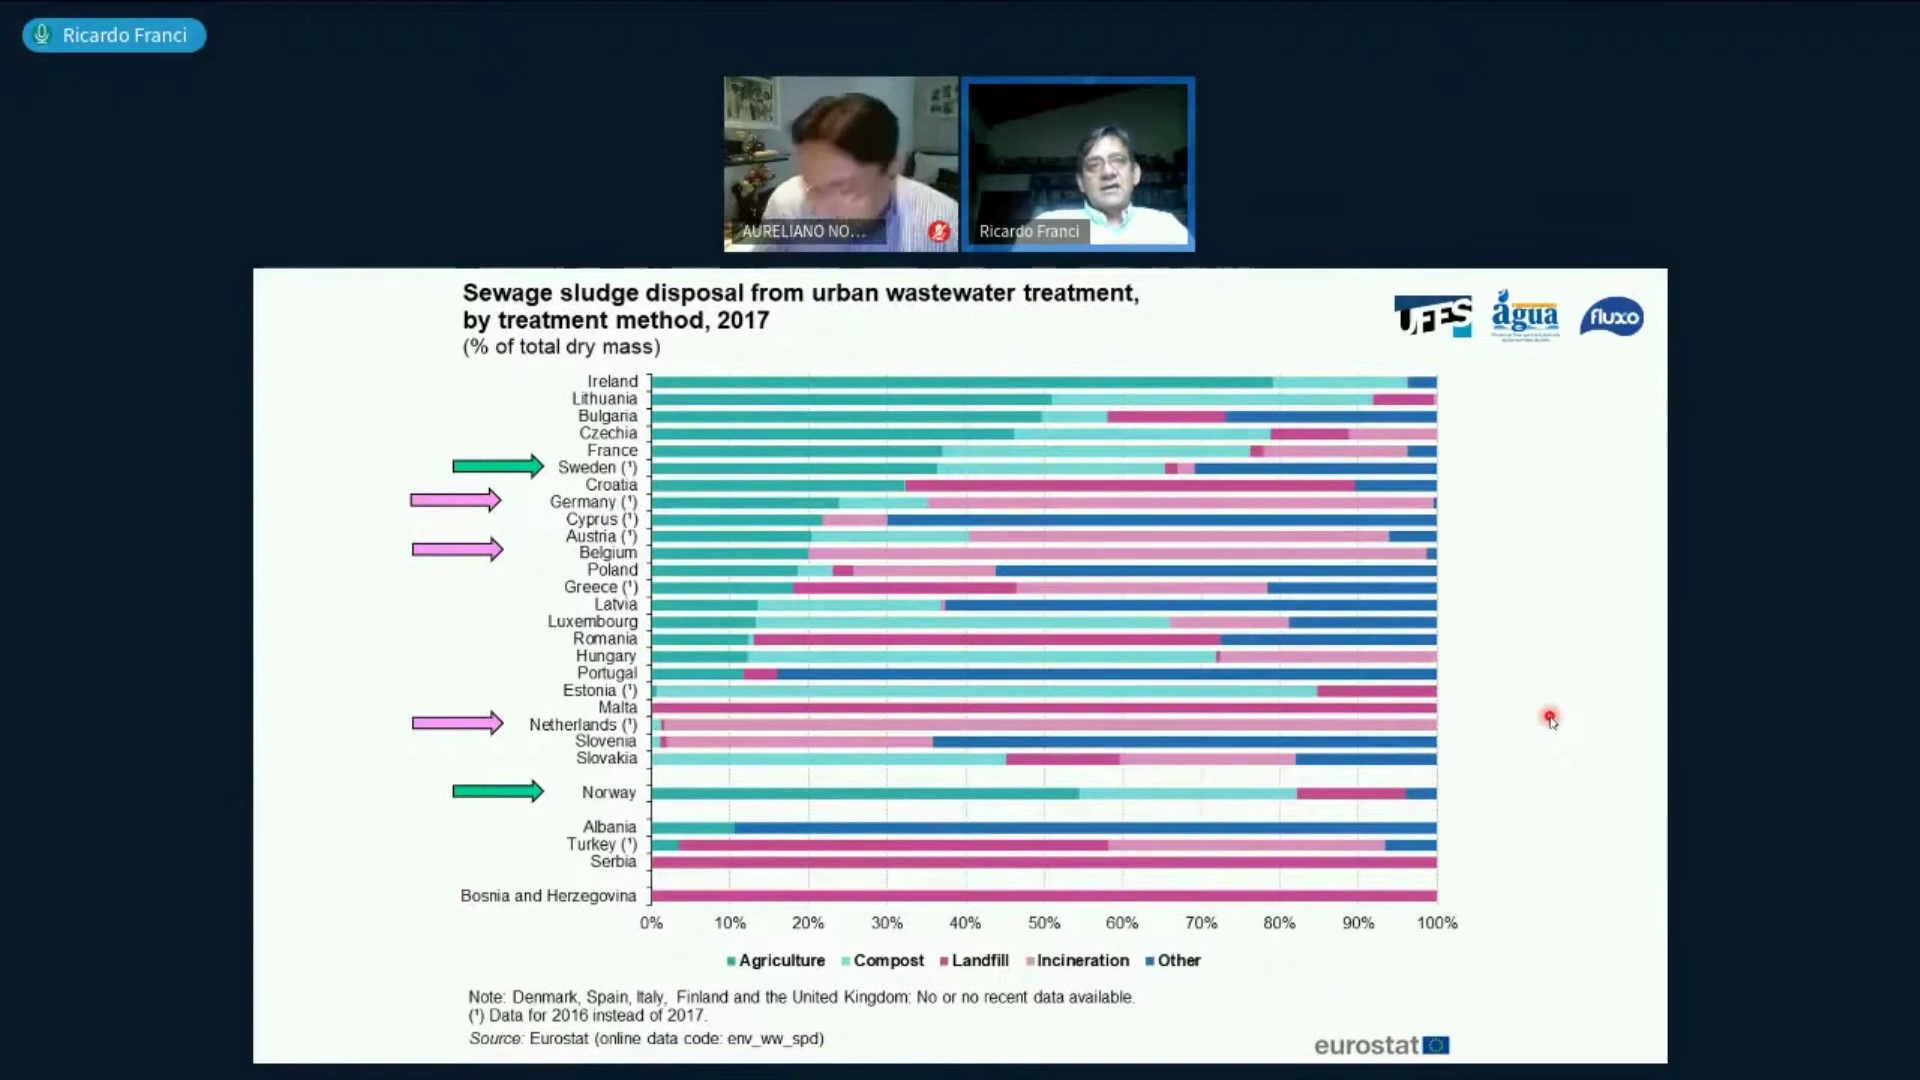 Ricardo Franci
AURELIANO NO...
Ricardo Franci
Sewage sludge disposal from urban wastewater treatment,
by treatment method, 2017
(% of total dry mass)
UFES
água
fluxo
Ireland
Lithuania
Bulgaria
Czechia
France
Sweden (¹)
Croatia
Germany (¹)
Cyprus (¹)
Austria (¹)
Belgium
Poland
Greece (¹)
Latvia
Luxembourg
Romania
Hungary
Portugal
Estonia (¹)
Malta
Netherlands (¹)
Slovenia
Slovakia
Norway
Albania
Turkey (¹)
Serbia
Bosnia and Herzegovina
0% 10% 20% 30% 40% 50% 60% 70% 80% 90% 100%
Agriculture Compost Landfill Incineration Other
Note: Denmark, Spain, Italy, Finland and the United Kingdom: No or no recent data available.
(¹) Data for 2016 instead of 2017.
Source: Eurostat (online data code: env_ww_spd)
eurostat